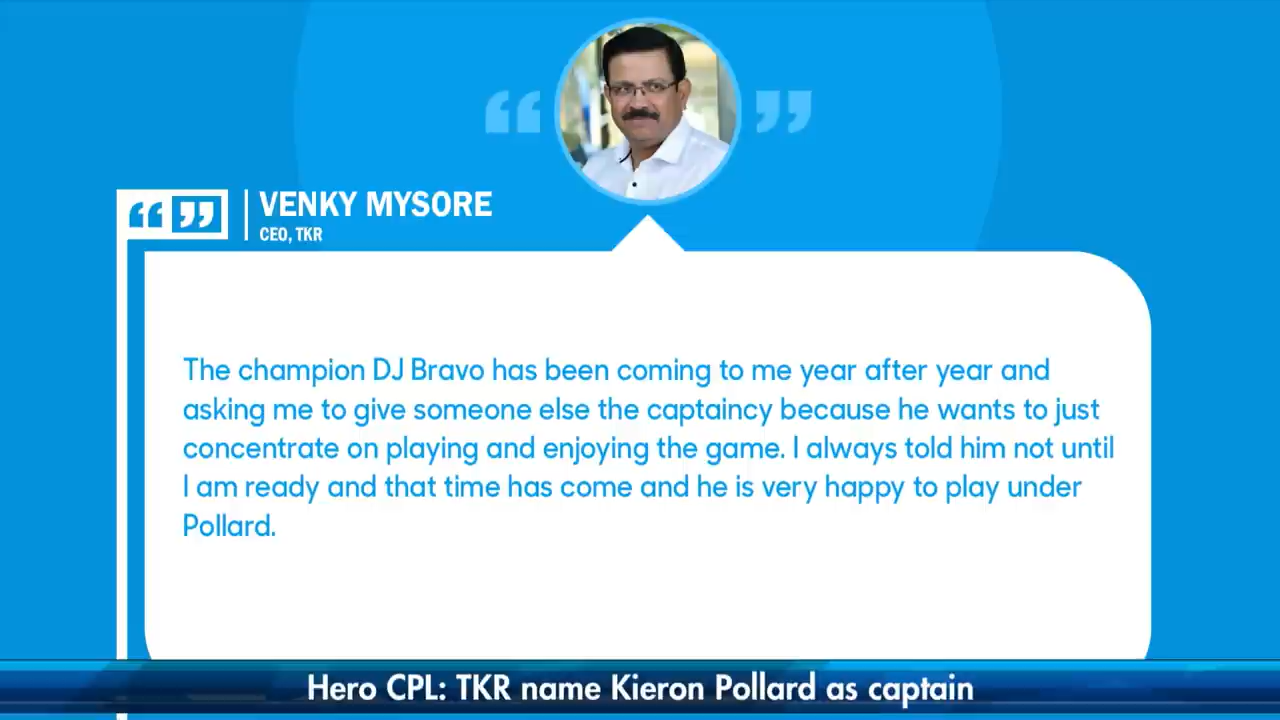 VENKY MYSORE
CEO, TKR
The champion DJ Bravo has been coming to me year after year and
asking me to give someone else the captaincy because he wants to just
concentrate on playing and enjoying the game. I always told him not until
I am ready and that time has come and he is very happy to play under
Pollard.
Hero CPL: TKR name Kieron Pollard as captain